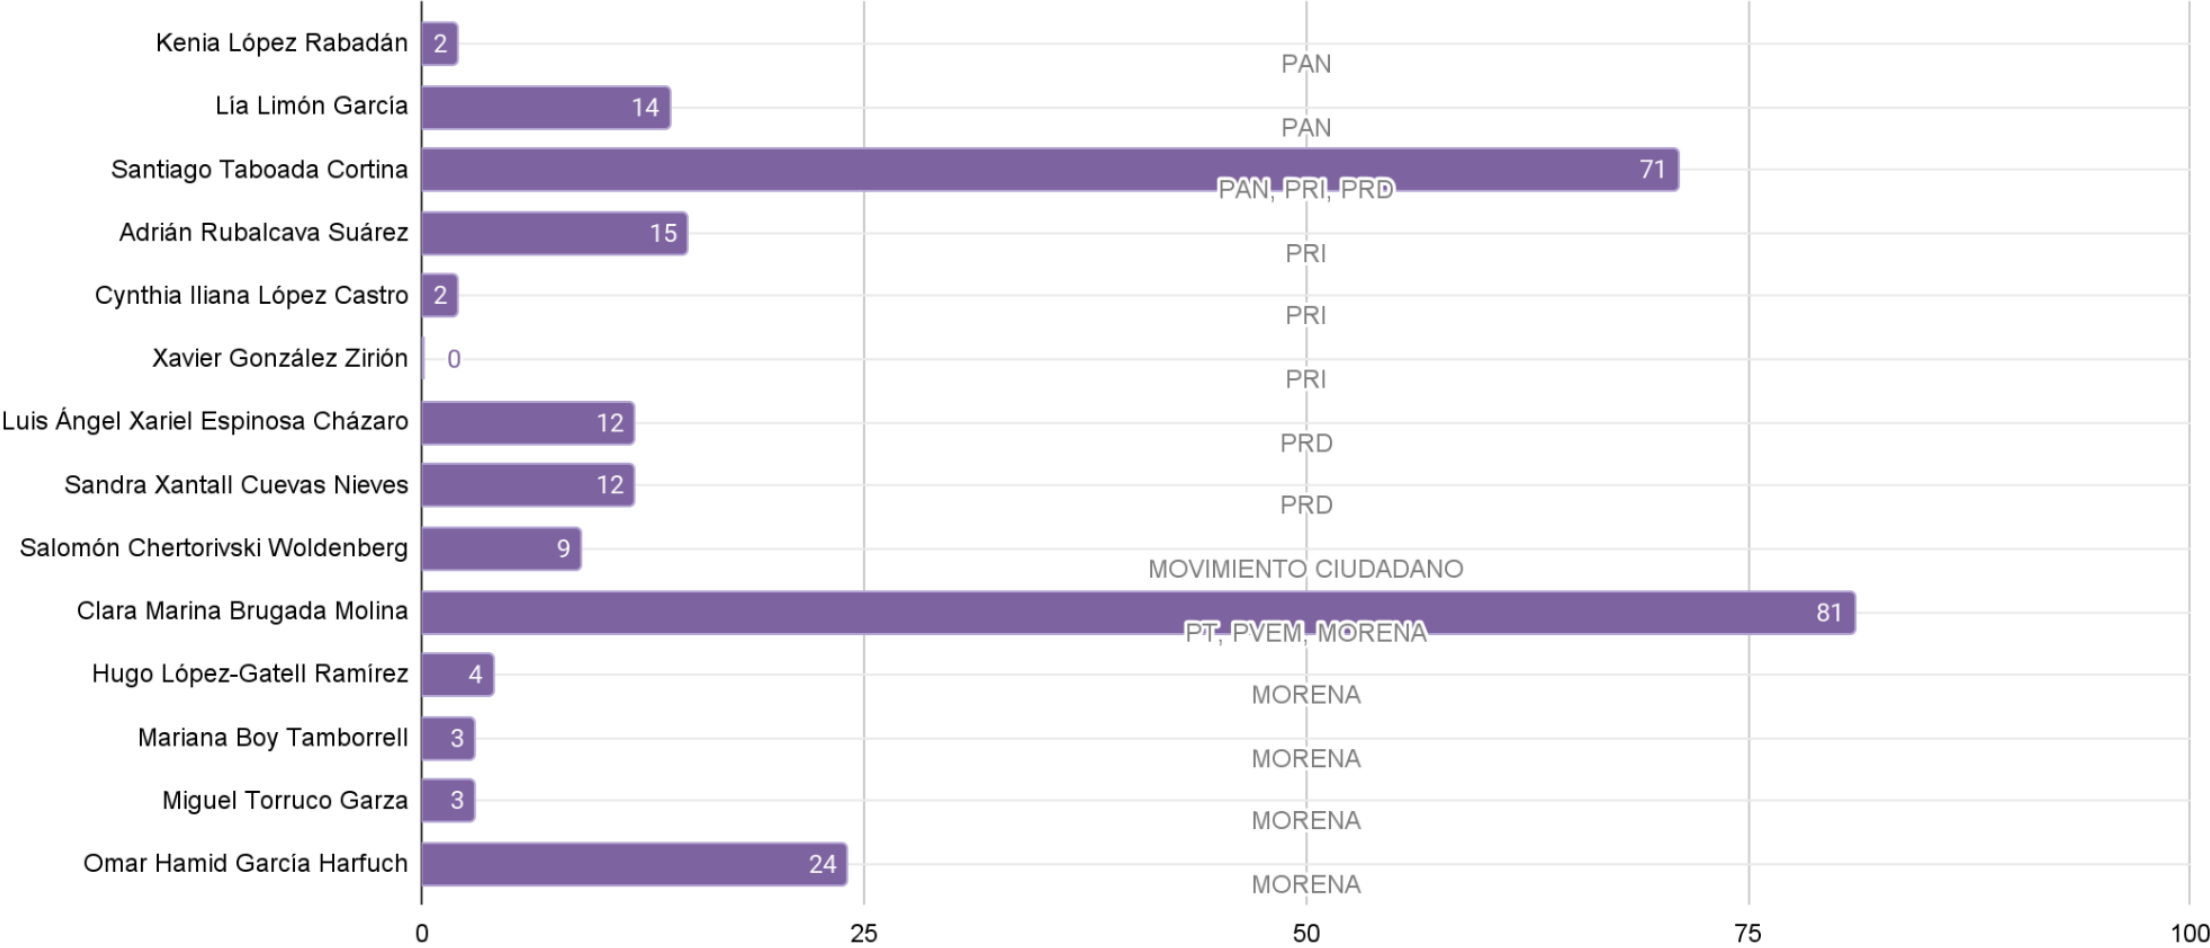 Kenia López Rabadán 2
PAN
Lía Limón García 14
PAN
Santiago Taboada Cortina 71
PAN, PRI, PRD
Adrián Rubalcava Suárez 15
PRI
Cynthia Iliana López Castro 2
PRI
Xavier González Zirión 0
PRI
Luis Ángel Xariel Espinosa Cházaro 12
PRD
Sandra Xantall Cuevas Nieves 12
PRD
Salomón Chertorivski Woldenberg 9
MOVIMIENTO CIUDADANO
Clara Marina Brugada Molina 81
PT, PVEM, MORENA
Hugo López-Gatell Ramírez 4
MORENA
Mariana Boy Tamborrell 3
MORENA
Miguel Torruco Garza 3
MORENA
Omar Hamid García Harfuch 24
MORENA
0 25 50 75 100